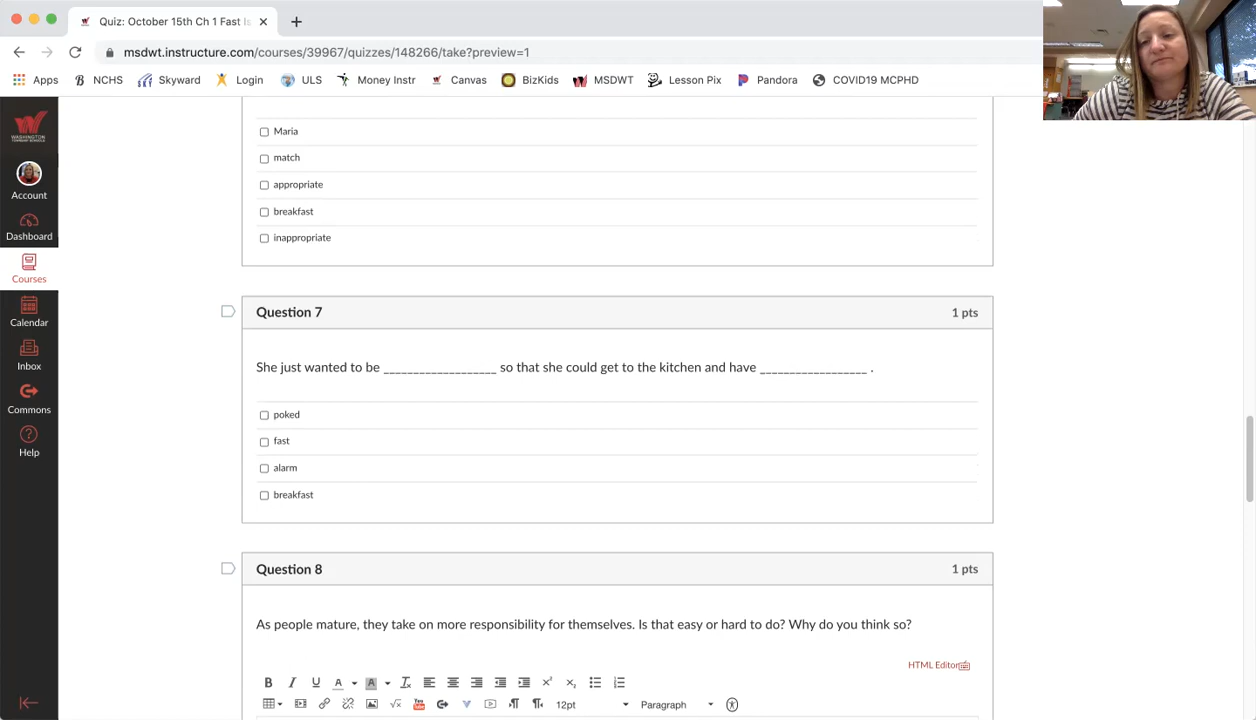 Quiz: October 15th Ch 1 Fast Is
msdwt.instructure.com/courses/39967/quizzes/148266/take?preview=1
Apps NCHS Skyward Login ULS Money Instr Canvas BizKids MSDWT Lesson Pix Pandora COVID19 MCPHD
WASHINGTON
TOWNSHIP SCHOOLS
Account
Dashboard
Courses
Calendar
Inbox
Commons
Help
Maria
match
appropriate
breakfast
inappropriate
Question 7 1 pts
She just wanted to be ___________________ so that she could get to the kitchen and have __________________ .
poked
fast
alarm
breakfast
Question 8 1 pts
As people mature, they take on more responsibility for themselves. Is that easy or hard to do? Why do you think so?
HTML Editor
12pt Paragraph